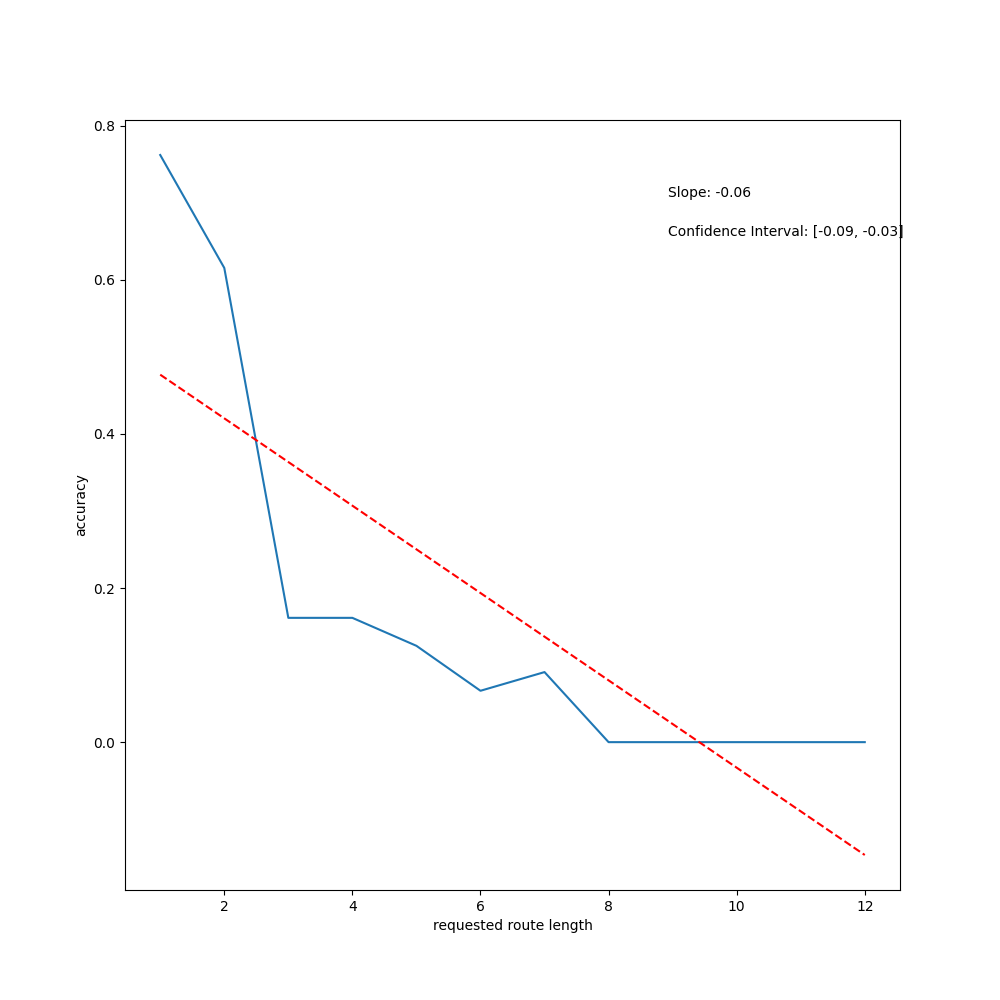 0.8
Slope: -0.06
Confidence Interval: [-0.09, -0.03]
0.6
0.4
accuracy
0.2
0.0
2 4 6 8 10 12
requested route length